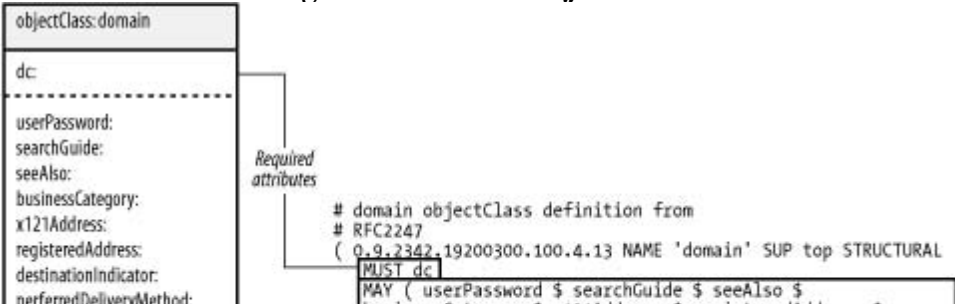 objectClass: domain
dc:
userPassword:
searchGuide:
seeAlso:
businessCategory:
x121Address:
registeredAddress:
destinationIndicator:
perferredDeliveryMethod:
Required
attributes
# domain objectClass definition from
# RFC2247
( 0.9.2342.19200300.100.4.13 NAME 'domain' SUP top STRUCTURAL
MUST dc
MAY ( userPassword $ searchGuide $ seeAlso $